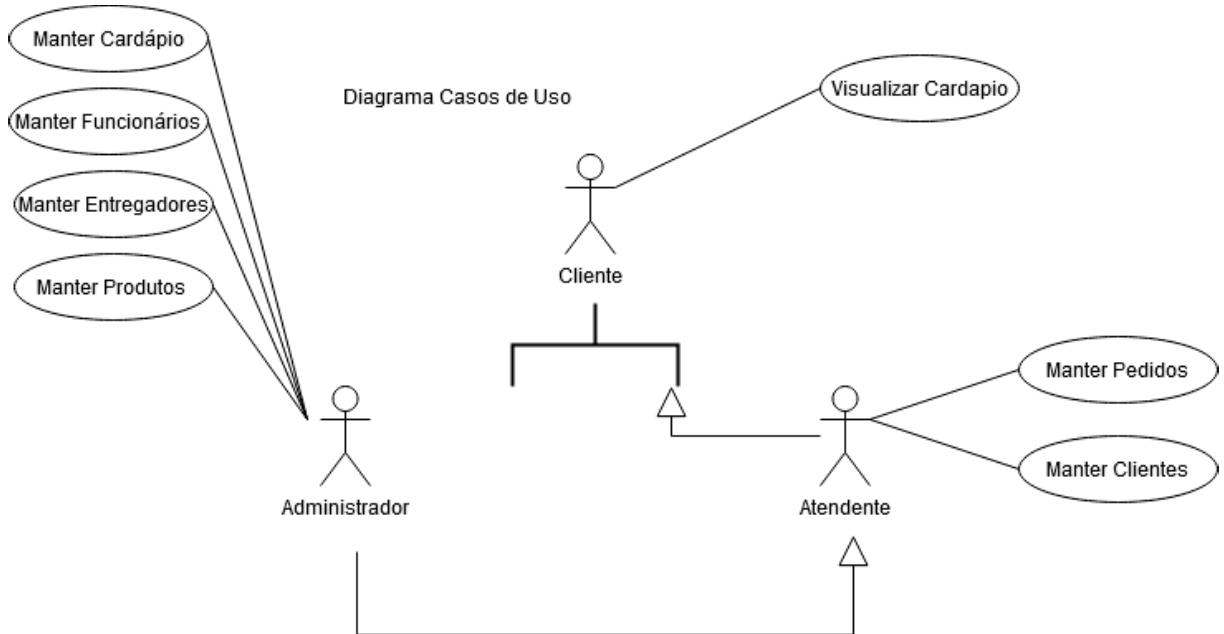 Manter Cardápio
Diagrama Casos de Uso
Visualizar Cardapio
Manter Funcionários
Manter Entregadores
Manter Produtos
Cliente
Manter Pedidos
Manter Clientes
Administrador
Atendente